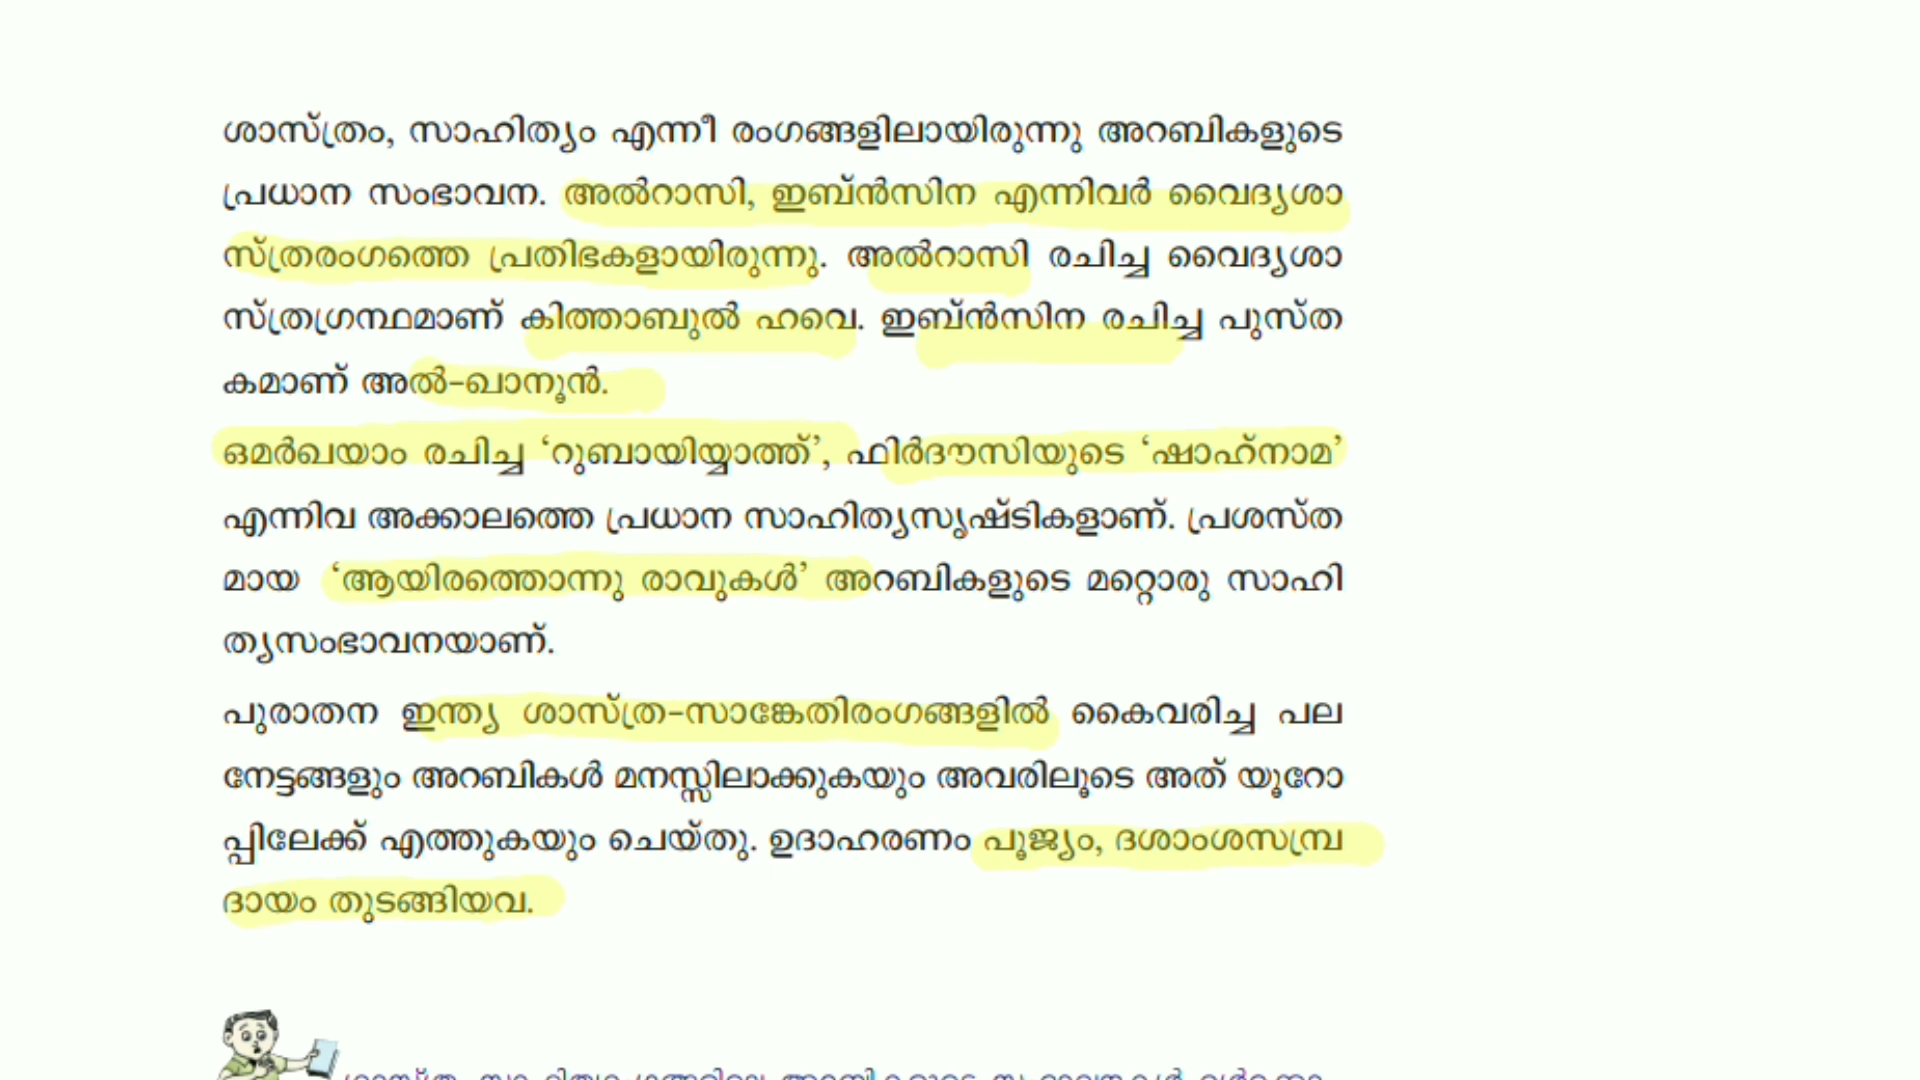 ശാസ്ത്രം, സാഹിത്യം എന്നീ രംഗങ്ങളിലായിരുന്നു അറബികളുടെ
പ്രധാന സംഭാവന. അൽറാസി, ഇബ്ൻസിന എന്നിവർ വൈദ്യശാ
സ്ത്രരംഗത്തെ പ്രതിഭകളായിരുന്നു. അൽറാസി രചിച്ച വൈദ്യശാ
സ്ത്രഗ്രന്ഥമാണ് കിത്താബുൽ ഹവെ. ഇബ്ൻസിന രചിച്ച പുസ്ത
കമാണ് അൽ-ഖാനൂൻ.
ഒമർഖയാം രചിച്ച ‘റുബായിയ്യാത്ത്’, ഫിർദൗസിയുടെ ‘ഷാഹ്നാമ’
എന്നിവ അക്കാലത്തെ പ്രധാന സാഹിത്യസൃഷ്ടികളാണ്. പ്രശസ്ത
മായ ‘ആയിരത്തൊന്നു രാവുകൾ’ അറബികളുടെ മറ്റൊരു സാഹി
ത്യസംഭാവനയാണ്.
പുരാതന ഇന്ത്യ ശാസ്ത്ര-സാങ്കേതിരംഗങ്ങളിൽ കൈവരിച്ച പല
നേട്ടങ്ങളും അറബികൾ മനസ്സിലാക്കുകയും അവരിലൂടെ അത് യൂറോ
പ്പിലേക്ക് എത്തുകയും ചെയ്തു. ഉദാഹരണം പൂജ്യം, ദശാംശസമ്പ്ര
ദായം തുടങ്ങിയവ.